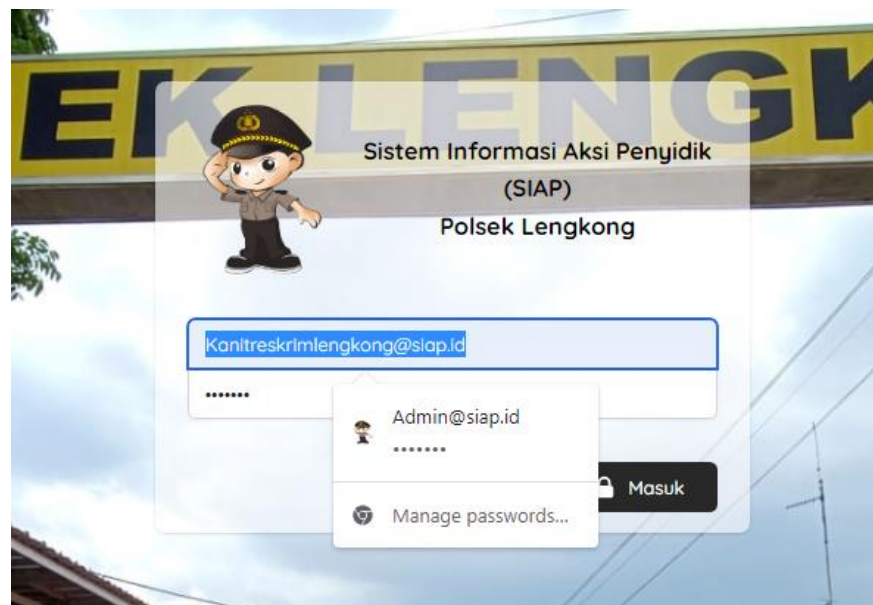 EK LENGK
Sistem Informasi Aksi Penyidik
(SIAP)
Polsek Lengkong
Kanitreskrimlengkong@siap.id
•••••••
Admin@siap.id
•••••••
Masuk
Manage passwords...